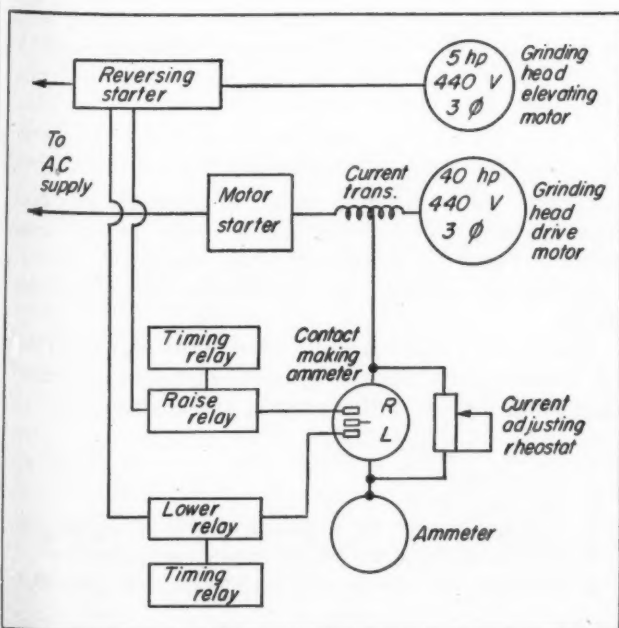 Reversing
starter
5 hp
440 V
3 Ø
Grinding
head
elevating
motor
To
A.C
supply
Motor
starter
Current
trans.
40 hp
440 V
3 Ø
Grinding
head
drive
motor
Timing
relay
Raise
relay
Contact
making
ammeter
R
L
Current
adjusting
rheostat
Lower
relay
Timing
relay
Ammeter